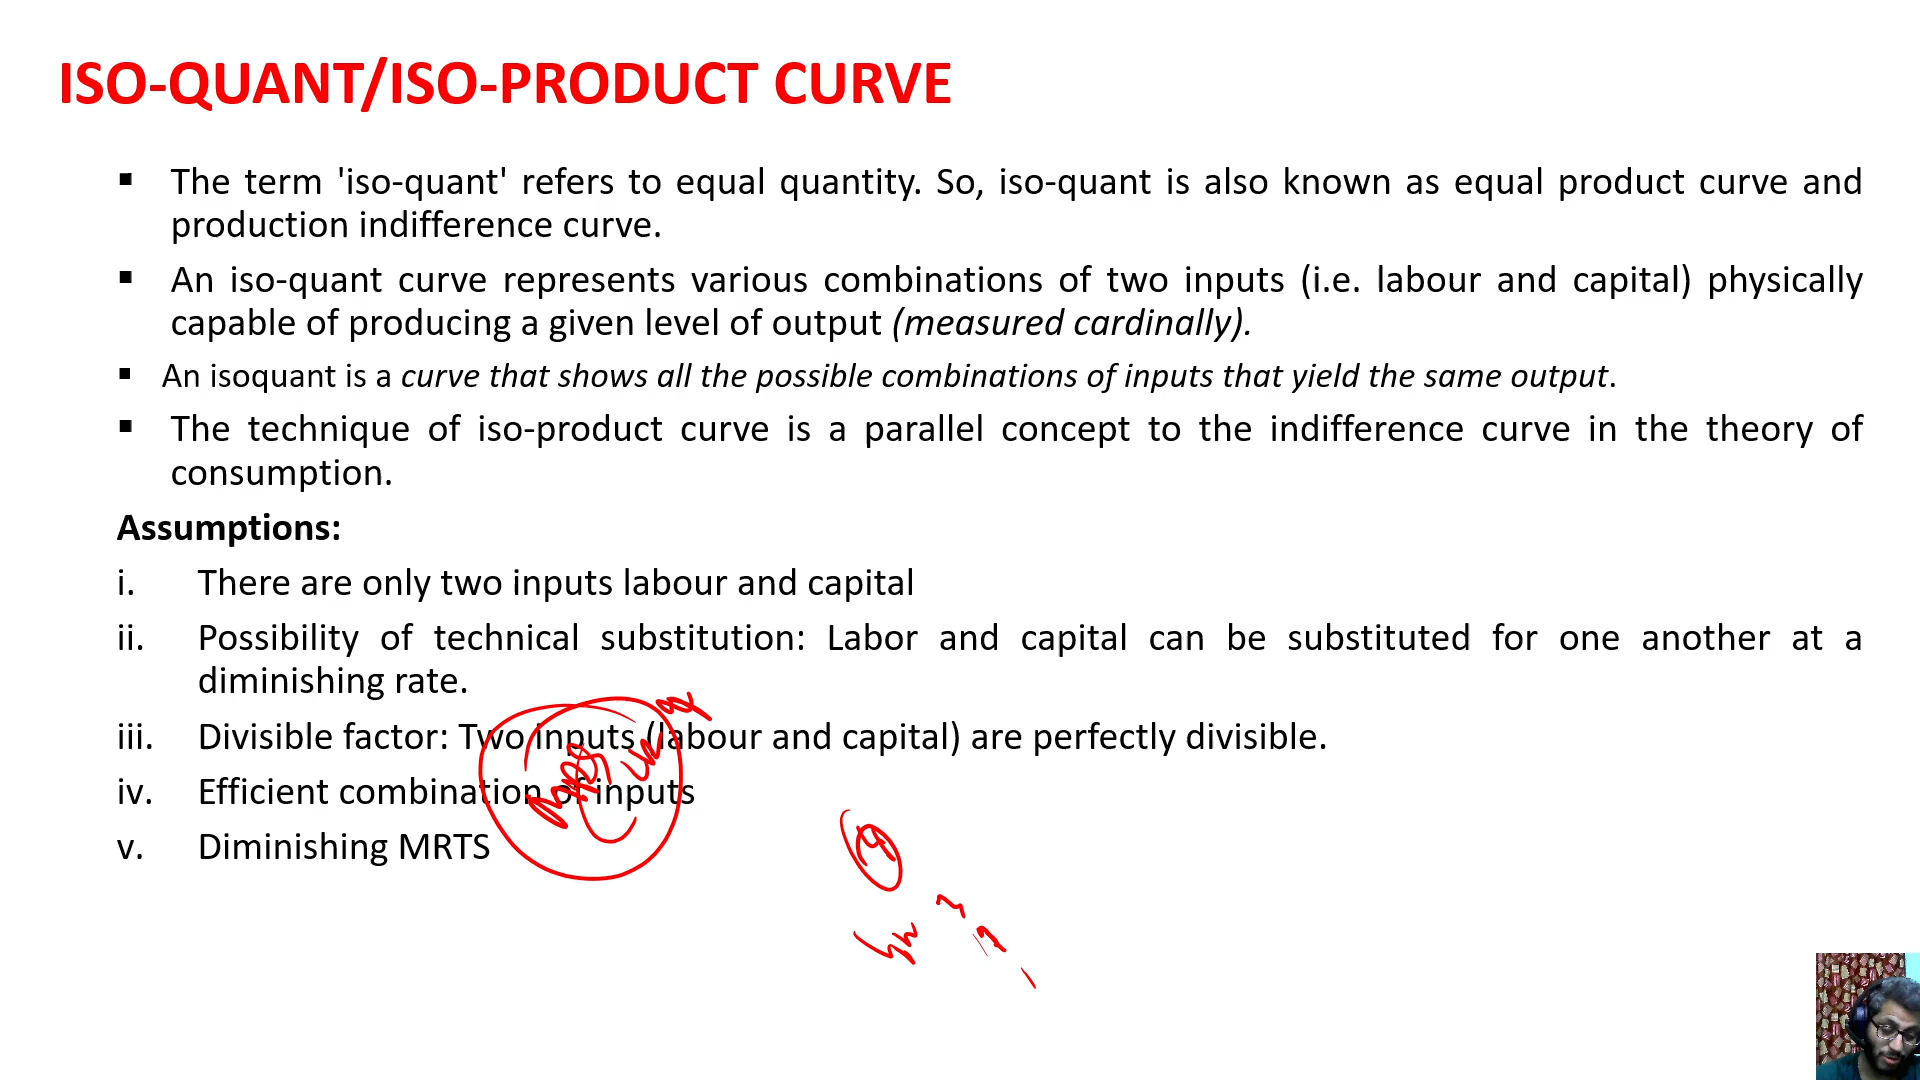 ISO-QUANT/ISO-PRODUCT CURVE
▪ The term 'iso-quant' refers to equal quantity. So, iso-quant is also known as equal product curve and
production indifference curve.
▪ An iso-quant curve represents various combinations of two inputs (i.e. labour and capital) physically
capable of producing a given level of output (measured cardinally).
▪ An isoquant is a curve that shows all the possible combinations of inputs that yield the same output.
▪ The technique of iso-product curve is a parallel concept to the indifference curve in the theory of
consumption.
Assumptions:
i. There are only two inputs labour and capital
ii. Possibility of technical substitution: Labor and capital can be substituted for one another at a
diminishing rate.
iii. Divisible factor: Two inputs (labour and capital) are perfectly divisible.
iv. Efficient combination of inputs
v. Diminishing MRTS